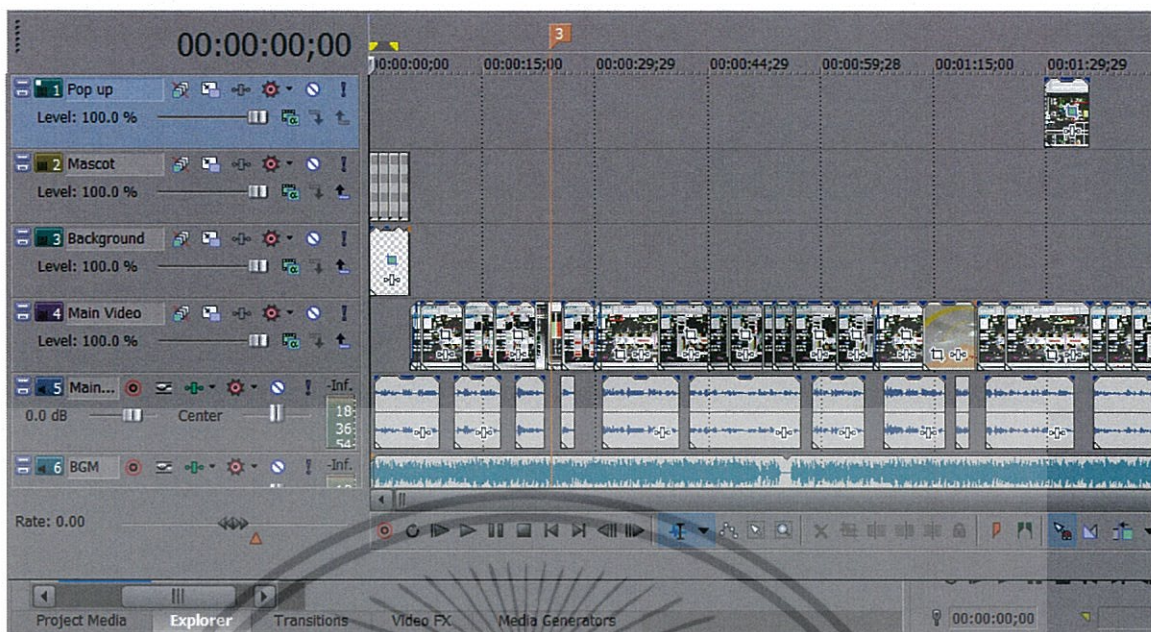 3
00:00:00;00
00:00:00;00 00:00:15;00 00:00:29;29 00:00:44;29 00:00:59;28 00:01:15;00 00:01:29;29
1 Pop up
Level: 100.0 %
2 Mascot
Level: 100.0 %
3 Background
Level: 100.0 %
4 Main Video
Level: 100.0 %
5 Main... -Inf.
0.0 dB Center 18
36
54
6 BGM -Inf.
Rate: 0.00
Project Media Explorer Transitions Video FX Media Generators 00:00:00;00